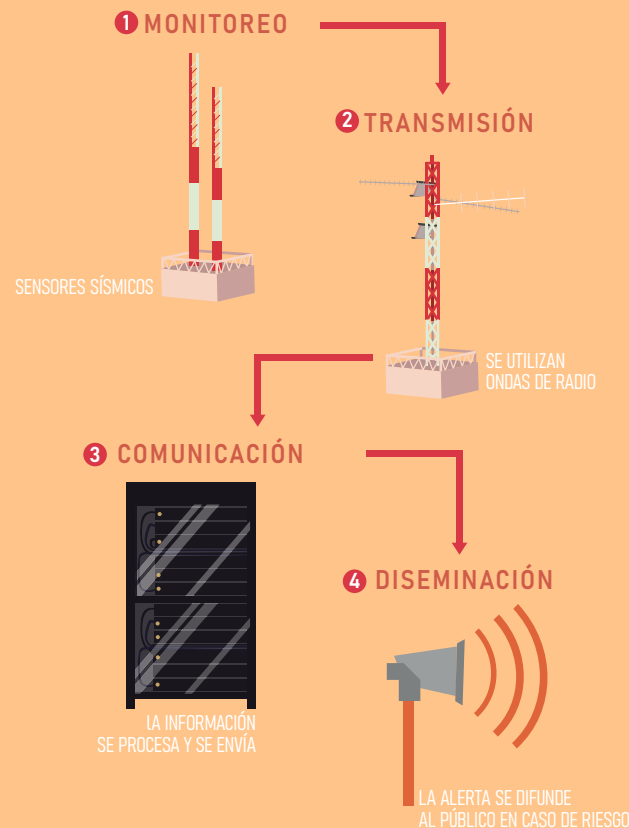 1 MONITOREO
SENSORES SÍSMICOS
2 TRANSMISIÓN
SE UTILIZAN
ONDAS DE RADIO
3 COMUNICACIÓN
LA INFORMACIÓN
SE PROCESA Y SE ENVÍA
4 DISEMINACIÓN
LA ALERTA SE DIFUNDE
AL PÚBLICO EN CASO DE RIESGO